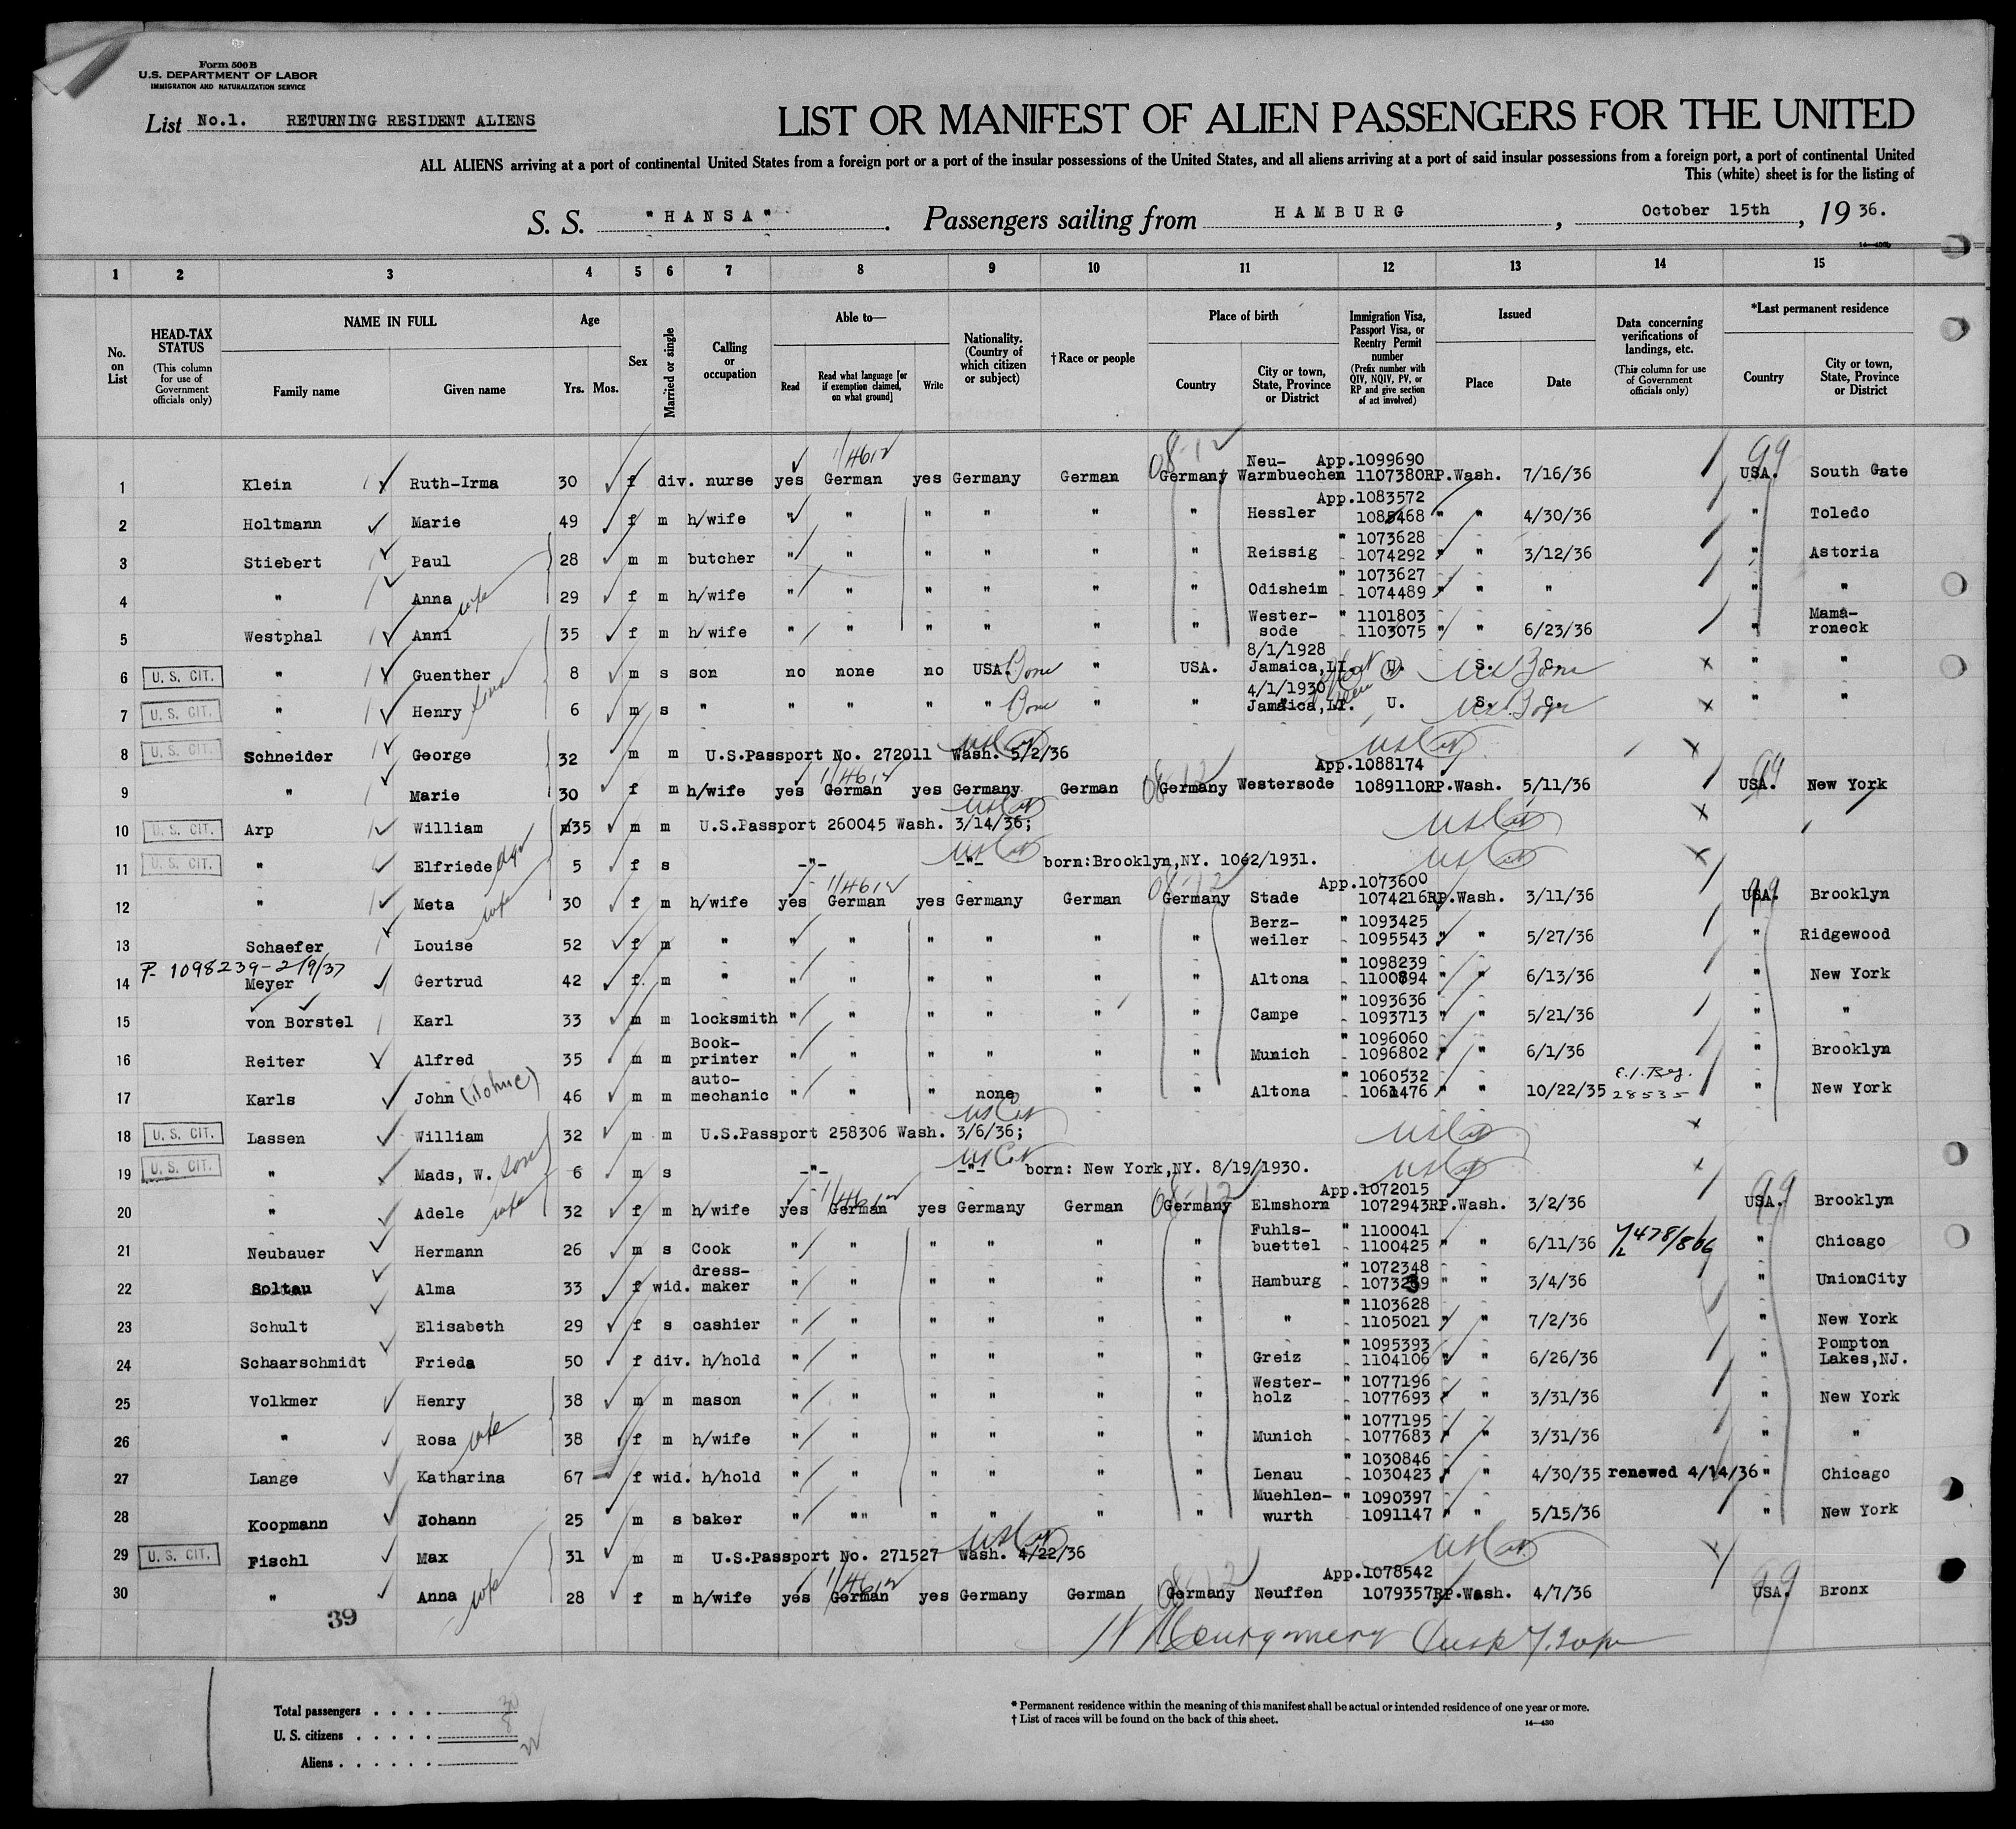 Form 500B
U.S. DEPARTMENT OF LABOR
IMMIGRATION AND NATURALIZATION SERVICE
List No.1. RETURNING RESIDENT ALIENS
LIST OR MANIFEST OF ALIEN PASSENGERS FOR THE UNITED
ALL ALIENS arriving at a port of continental United States from a foreign port or a port of the insular possessions of the United States, and all aliens arriving at a port of said insular possessions from a foreign port, a port of continental United
This (white) sheet is for the listing of
S. S. "HANSA". Passengers sailing from HAMBURG, October 15th, 1936.
1 2 3 4 5 6 7 8 9 10 11 12 13 14 15
No. on List
HEAD-TAX STATUS (This column for use of Government officials only)
NAME IN FULL Family name Given name
Age Yrs. Mos.
Sex
Married or single
Calling or occupation
Able to— Read Read what language [or if exemption claimed, on what ground] Write
Nationality. (Country of which citizen or subject)
†Race or people
Place of birth Country City or town, State, Province or District
Immigration Visa, Passport Visa, or Reentry Permit number (Prefix number with QIV, NQIV, PV, or RP and give section of act involved)
Issued Place Date
Data concerning verifications of landings, etc. (This column for use of Government officials only)
*Last permanent residence Country City or town, State, Province or District
1 Klein Ruth-Irma 30 f div. nurse yes German yes Germany German Germany Neu-Warmbuechen App.1099690 1107380RP.Wash. 7/16/36 USA. South Gate
2 Holtmann Marie 49 f m h/wife " " " " " " Hessler App.1083572 1085468 " " 4/30/36 " Toledo
3 Stiebert Paul 28 m m butcher " " " " " " Reissig " 1073628 1074292 " " 3/12/36 " Astoria
4 " Anna wife 29 f m h/wife " " " " " " Odisheim " 1073627 1074489 " " " " "
5 Westphal Anni 35 f m h/wife " " " " " " Wester-sode " 1101803 1103075 " " 6/23/36 " Mama-roneck
6 U. S. CIT. " Guenther 8 m s son no none no USA. " USA. 8/1/1928 Jamaica,LI. U. S. C. " "
7 U. S. CIT. " Henry sons 6 m s " " " " " " " 4/1/1930 Jamaica,LI. U. S. C. " "
8 U. S. CIT. Schneider George 32 m m U.S.Passport No. 272011 Wash. 5/2/36
9 " Marie 30 f m h/wife yes German yes Germany German Germany Westersode App.1088174 1089110RP.Wash. 5/11/36 USA. New York
10 U. S. CIT. Arp William 35 m m U.S.Passport 260045 Wash. 3/14/36;
11 U. S. CIT. " Elfriede 5 f s -"- -"- born:Brooklyn,NY. 1062/1931.
12 " Meta wife 30 f m h/wife yes German yes Germany German Germany Stade App.1073600 1074216RP.Wash. 3/11/36 USA. Brooklyn
13 Schaefer Louise 52 f m " " " " " " " Berz-weiler " 1093425 1095543 " " 5/27/36 " Ridgewood
P- 1098239-2/9/37
14 Meyer Gertrud 42 f. m " " " " " " " Altona " 1098239 1100894 " " 6/13/36 " New York
15 von Borstel Karl 33 m m locksmith " " " " " " Campe " 1093636 1093713 " " 5/21/36 " "
16 Reiter Alfred 35 m m Book-printer " " " " " " Munich " 1096060 1096802 " " 6/1/36 " Brooklyn
17 Karls John (Johne) 46 m m auto-mechanic " " " none " " Altona " 1060532 1061476 " " 10/22/35 28535 " New York
18 U. S. CIT. Lassen William 32 m m U.S.Passport 258306 Wash. 3/6/36;
19 U. S. CIT. " Mads, W. son 6 m s -"- -"- born: New York,NY. 8/19/1930.
20 " Adele wife 32 f m h/wife yes German yes Germany German Germany Elmshorn App.1072015 1072943RP.Wash. 3/2/36 USA. Brooklyn
21 Neubauer Hermann 26 m s Cook " " " " " " Fuhls-buettel " 1100041 1100425 " " 6/11/36 " Chicago
22 Soltau Alma 33 f wid. dress-maker " " " " " " Hamburg " 1072348 " " 3/4/36 " UnionCity
23 Schult Elisabeth 29 f s cashier " " " " " " " " 1103628 1105021 " " 7/2/36 " New York
24 Schaarschmidt Frieda 50 f div. h/hold " " " " " " Greiz " 1095393 1104106 " " 6/26/36 " Pompton Lakes,NJ.
25 Volkmer Henry 38 m m mason " " " " " " Wester-holz " 1077196 1077693 " " 3/31/36 " New York
26 " Rosa wife 38 f m h/wife " " " " " " Munich " 1077195 1077683 " " 3/31/36 " "
27 Lange Katharina 67 f wid. h/hold " " " " " " Lenau " 1030846 1030423 " " 4/30/35 renewed 4/14/36 " Chicago
28 Koopmann Johann 25 m s baker " "" " " " " Muehlen-wurth " 1090397 1091147 " " 5/15/36 " New York
29 U. S. CIT. Fischl Max 31 m m U.S.Passport No. 271527 Wash. 4/22/36
30 " Anna wife 28 f m h/wife yes German yes Germany German Germany Neuffen App.1078542 1079357RP.Wash. 4/7/36 USA. Bronx
39
Total passengers . . . . 30
U. S. citizens . . . . . 8
Aliens . . . . . . 22
* Permanent residence within the meaning of this manifest shall be actual or intended residence of one year or more.
† List of races will be found on the back of this sheet.
14—430